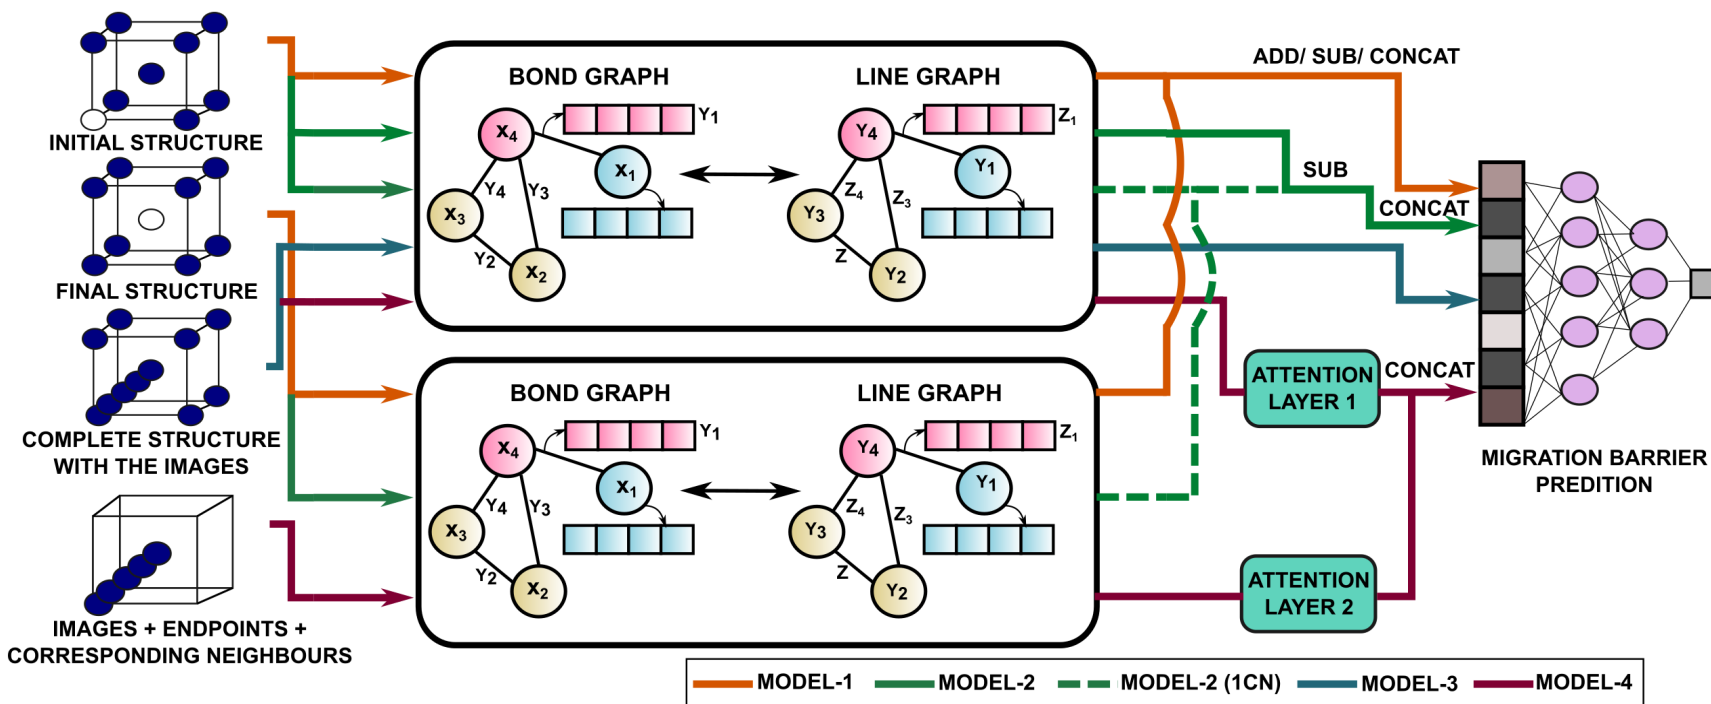 INITIAL STRUCTURE
FINAL STRUCTURE
COMPLETE STRUCTURE
WITH THE IMAGES
IMAGES + ENDPOINTS +
CORRESPONDING NEIGHBOURS
BOND GRAPH
X4
Y1
X1
Y4
Y3
X3
Y2
X2
LINE GRAPH
Y4
Z1
Y1
Z4
Z3
Y3
Z
Y2
BOND GRAPH
X4
Y1
X1
Y4
Y3
X3
Y2
X2
LINE GRAPH
Y4
Z1
Y1
Z4
Z3
Y3
Z
Y2
ADD/ SUB/ CONCAT
SUB
CONCAT
ATTENTION
LAYER 1
CONCAT
ATTENTION
LAYER 2
MIGRATION BARRIER
PREDITION
MODEL-1
MODEL-2
MODEL-2 (1CN)
MODEL-3
MODEL-4